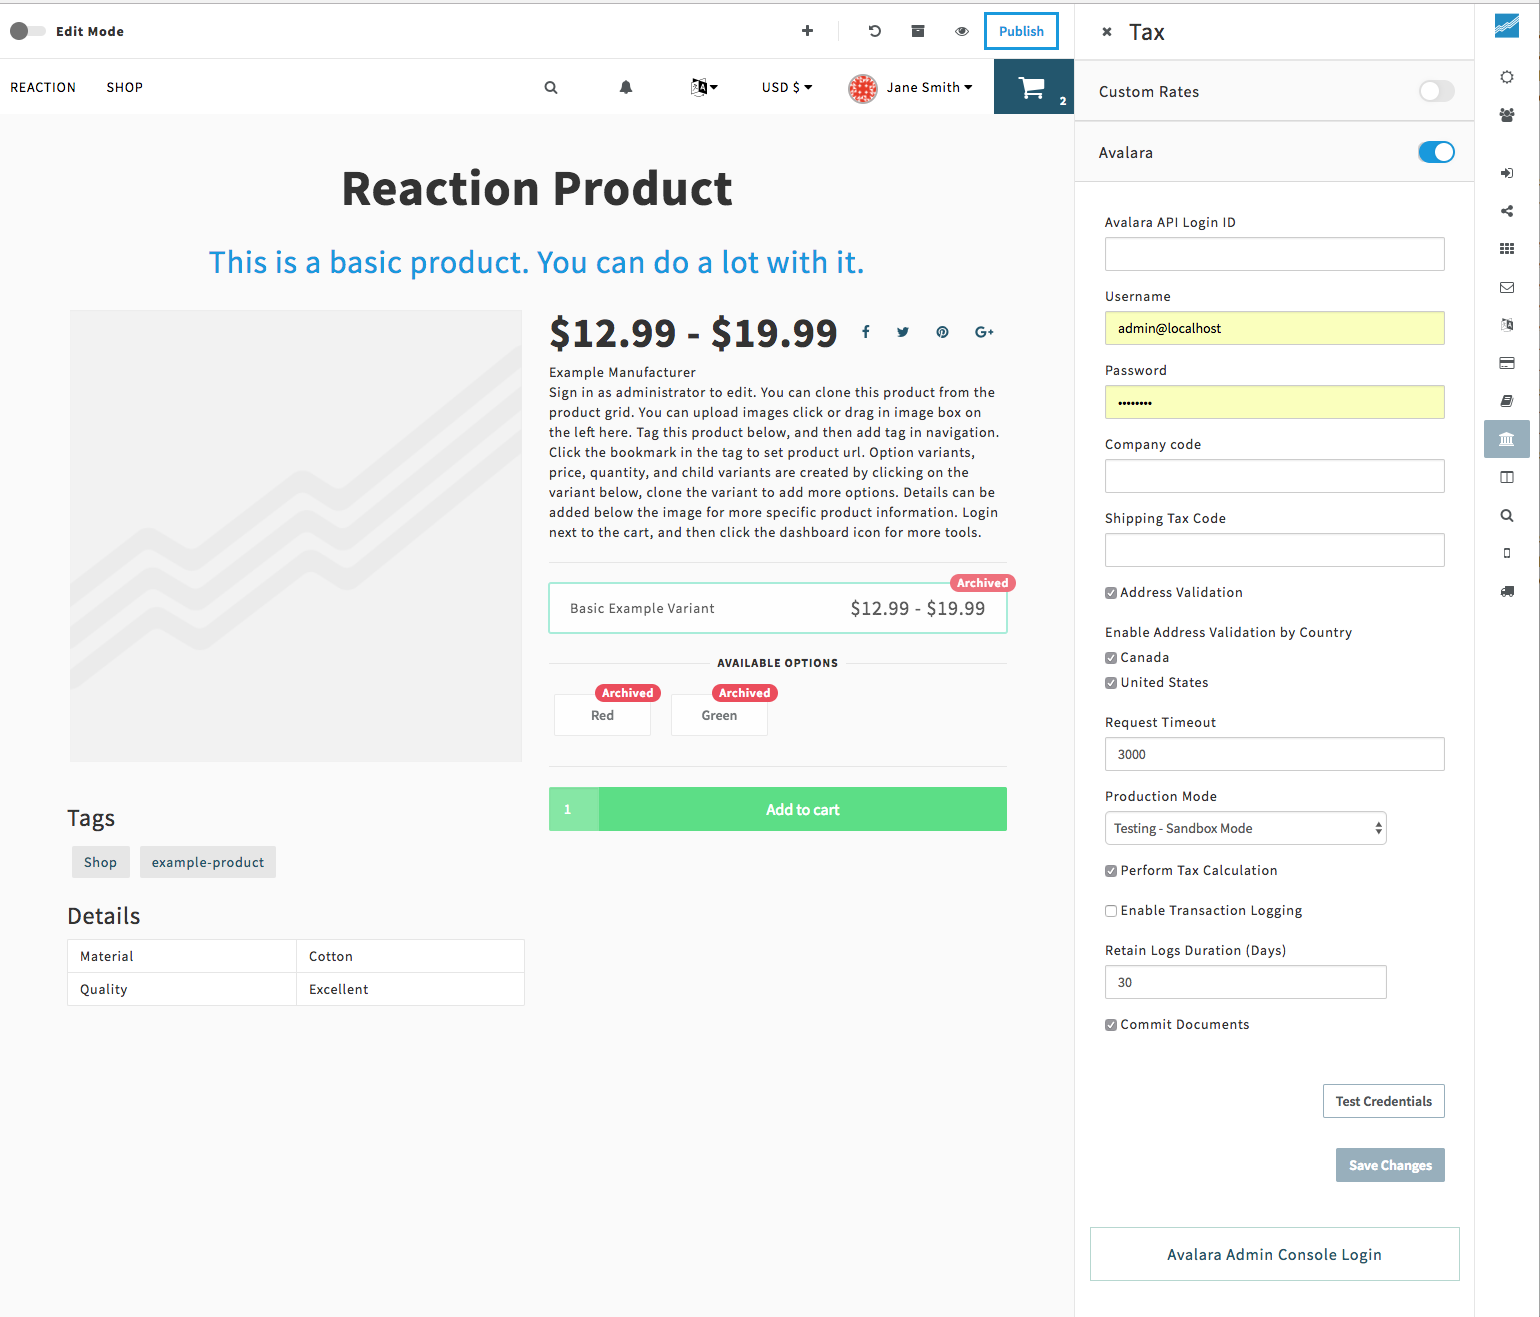 Edit Mode
Publish
REACTION
SHOP
USD $
Jane Smith
2
Reaction Product
This is a basic product. You can do a lot with it.
$12.99 - $19.99
Example Manufacturer
Sign in as administrator to edit. You can clone this product from the
product grid. You can upload images click or drag in image box on
the left here. Tag this product below, and then add tag in navigation.
Click the bookmark in the tag to set product url. Option variants,
price, quantity, and child variants are created by clicking on the
variant below, clone the variant to add more options. Details can be
added below the image for more specific product information. Login
next to the cart, and then click the dashboard icon for more tools.
Archived
Basic Example Variant
$12.99 - $19.99
AVAILABLE OPTIONS
Archived
Red
Archived
Green
1
Add to cart
Tags
Shop
example-product
Details
Material
Cotton
Quality
Excellent
Tax
Custom Rates
Avalara
Avalara API Login ID
Username
admin@localhost
Password
••••••••
Company code
Shipping Tax Code
Address Validation
Enable Address Validation by Country
Canada
United States
Request Timeout
3000
Production Mode
Testing - Sandbox Mode
Perform Tax Calculation
Enable Transaction Logging
Retain Logs Duration (Days)
30
Commit Documents
Test Credentials
Save Changes
Avalara Admin Console Login